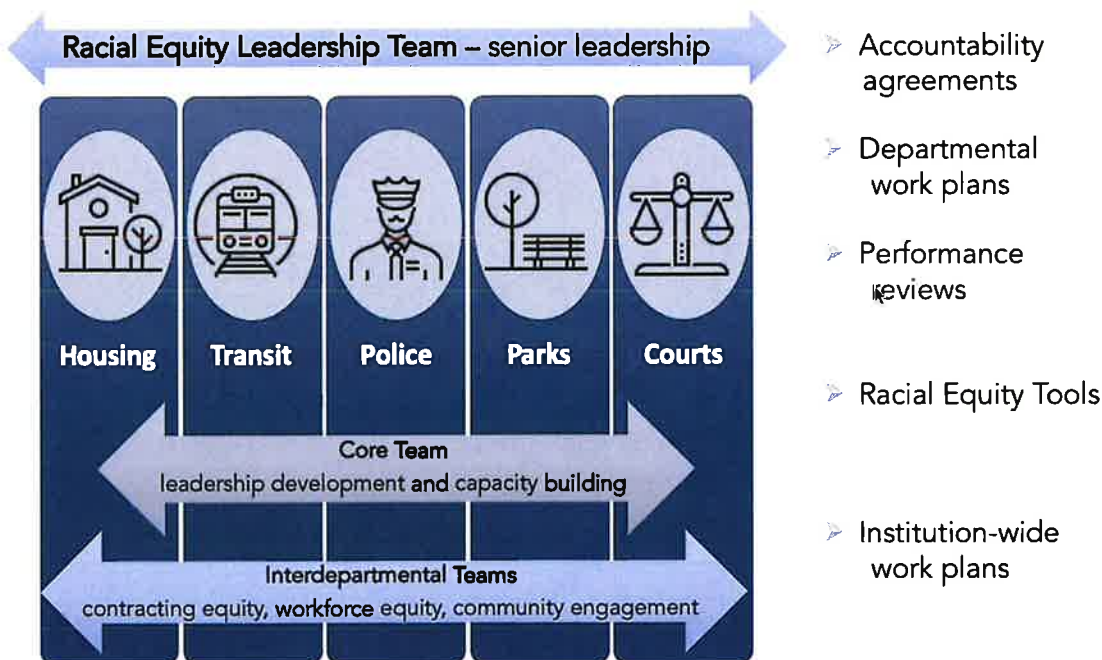 Racial Equity Leadership Team – senior leadership
Housing
Transit
Police
Parks
Courts
Core Team
leadership development and capacity building
Interdepartmental Teams
contracting equity, workforce equity, community engagement
Accountability
agreements
Departmental
work plans
Performance
reviews
Racial Equity Tools
Institution-wide
work plans